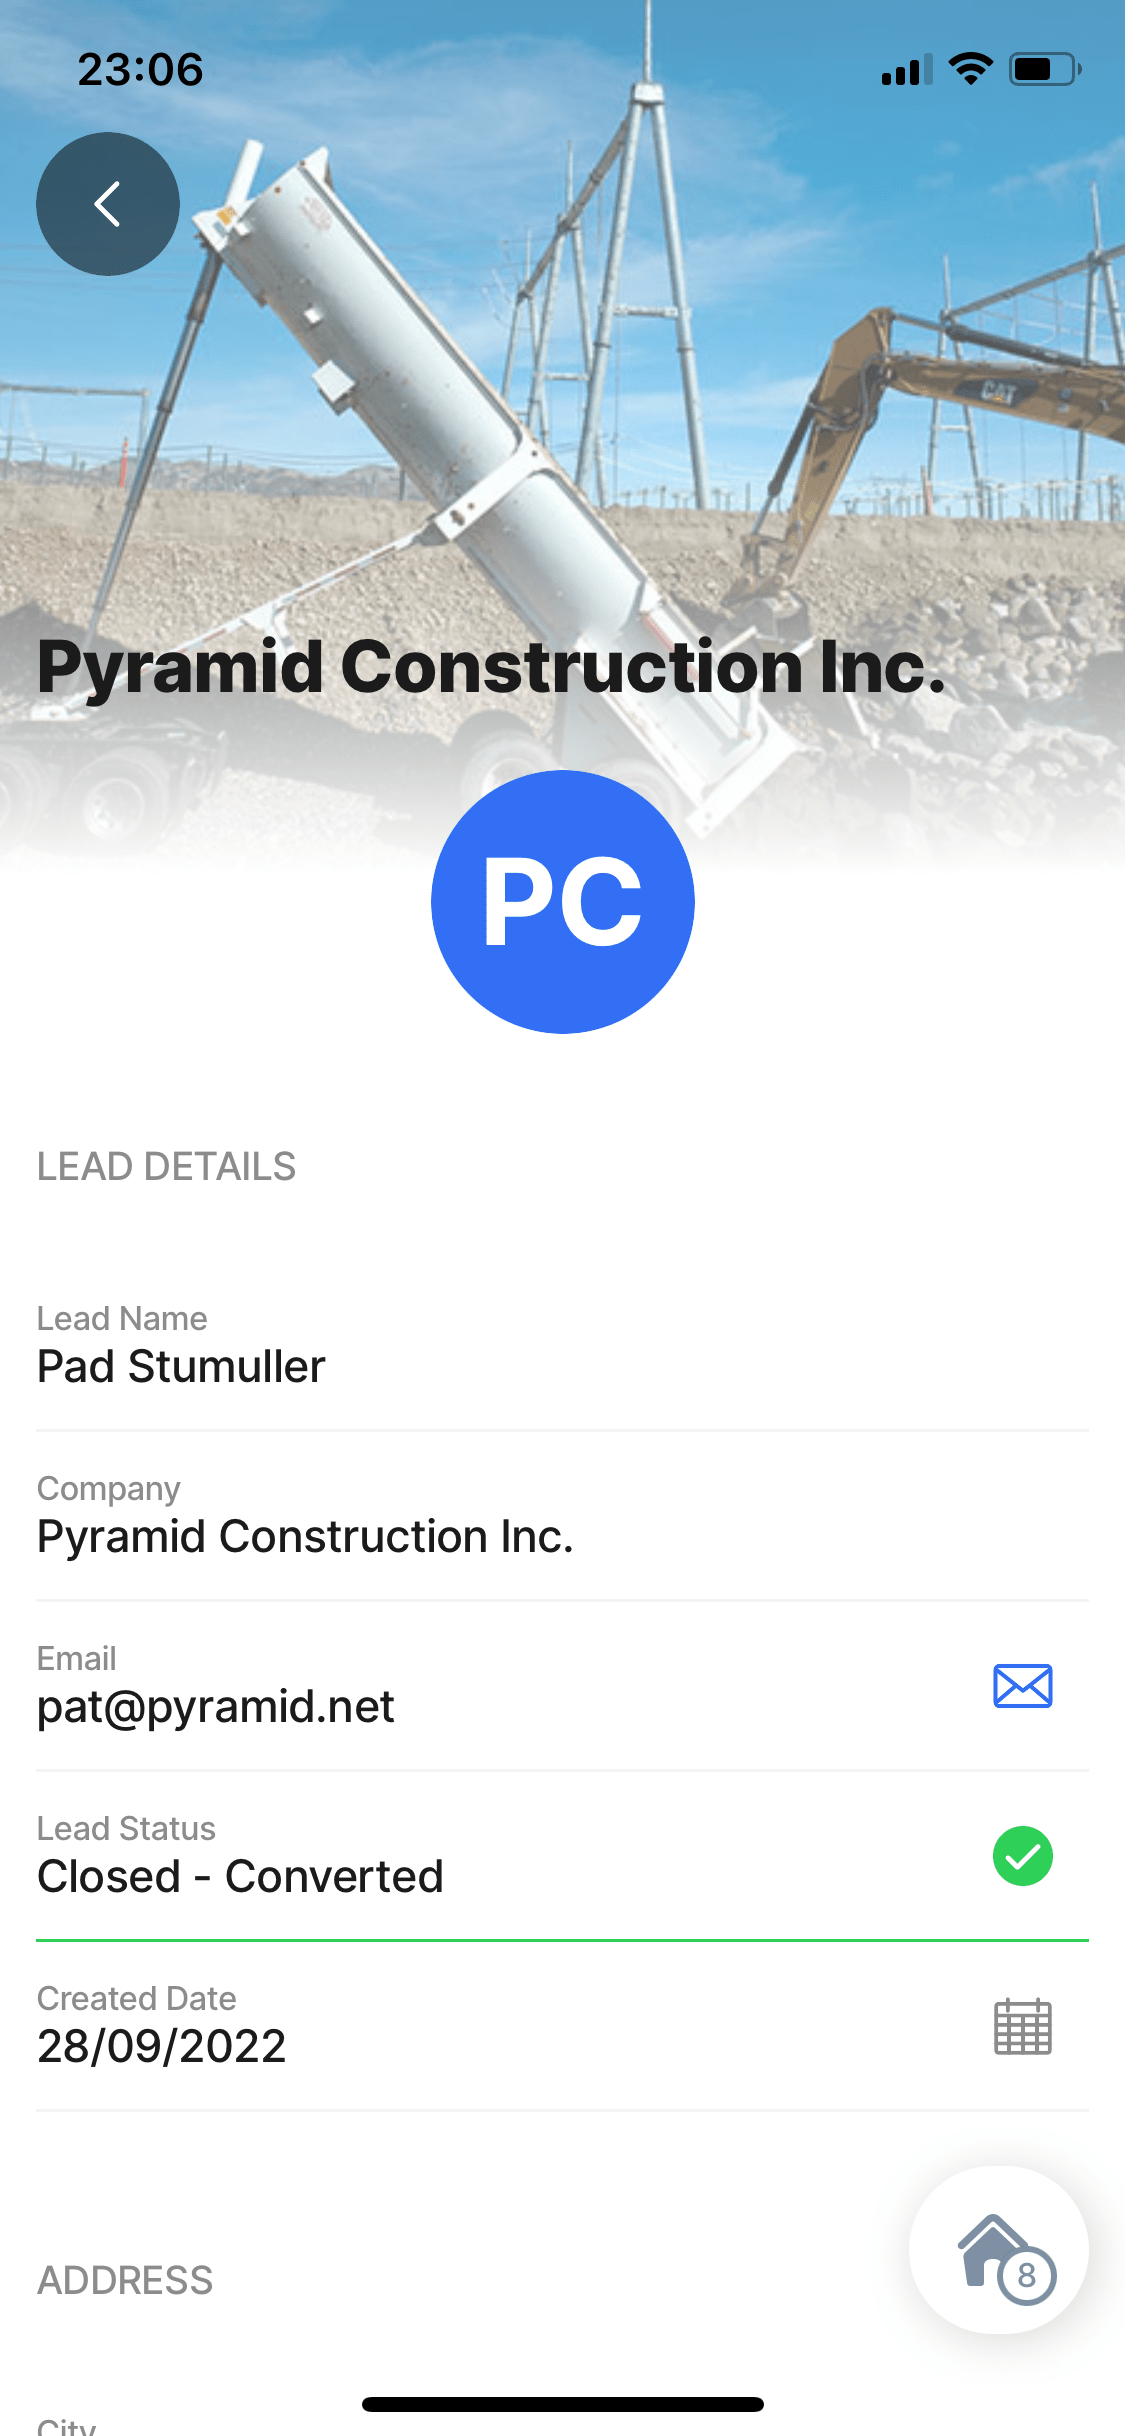 23:06
CAT
Pyramid Construction Inc.
PC
LEAD DETAILS
Lead Name
Pad Stumuller
Company
Pyramid Construction Inc.
Email
pat@pyramid.net
Lead Status
Closed - Converted
Created Date
28/09/2022
8
ADDRESS
City